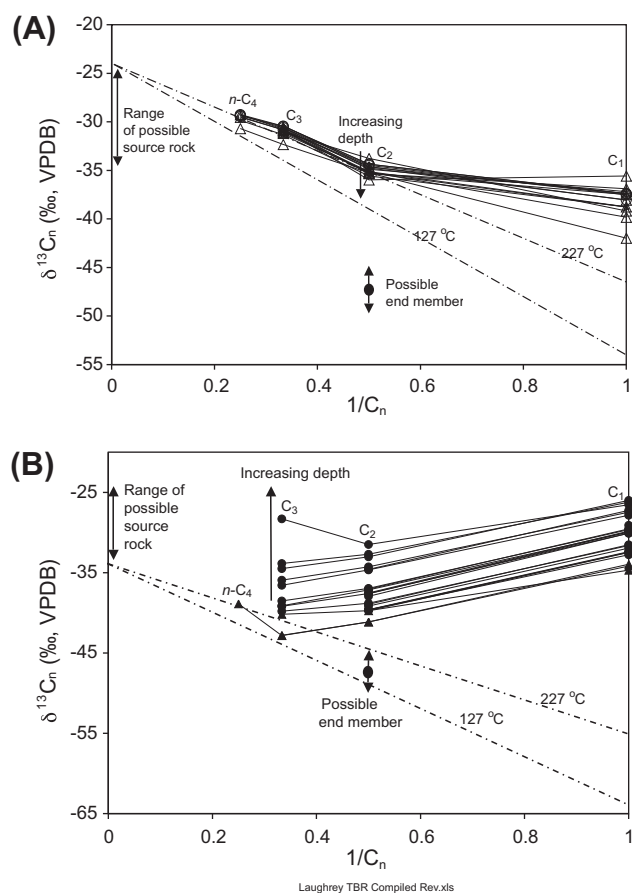 (A)
-20
-25
-30
-35
-40
-45
-50
-55
δ¹³Cₙ (‰, VPDB)
n-C₄
C₃
C₂
C₁
Increasing
depth
Range
of possible
source rock
127 °C
227 °C
Possible
end member
0
0.2
0.4
0.6
0.8
1
1/Cₙ
(B)
-25
-35
-45
-55
-65
δ¹³Cₙ (‰, VPDB)
Range of
possible
source
rock
Increasing depth
C₃
C₂
C₁
n-C₄
Possible
end member
227 °C
127 °C
0
0.2
0.4
0.6
0.8
1
1/Cₙ
Laughrey TBR Compiled Rev.xls